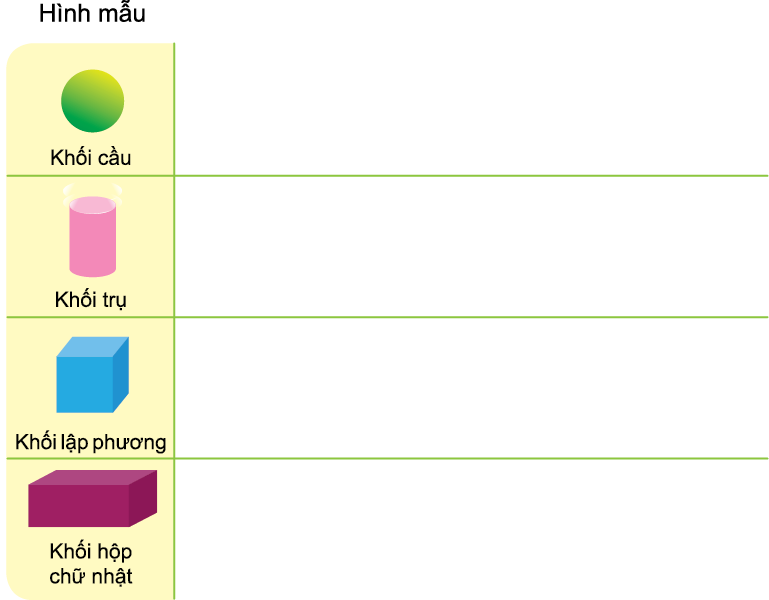 Hình mẫu
Khối cầu
Khối trụ
Khối lập phương
Khối hộp
chữ nhật